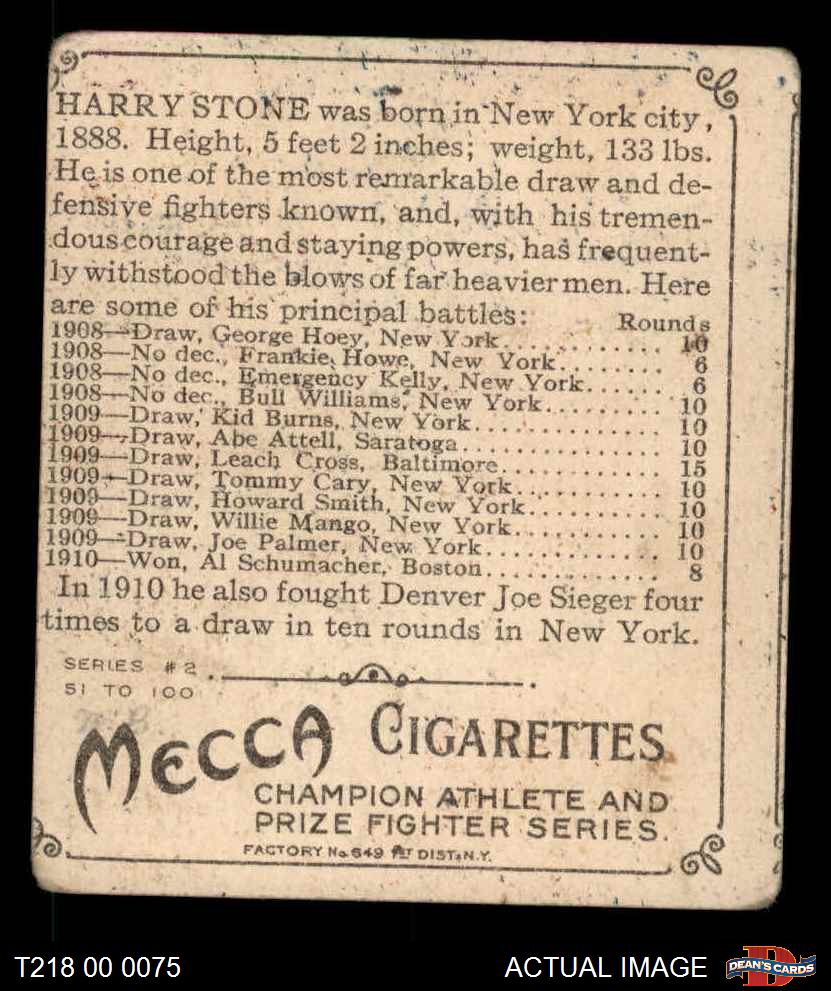 HARRY STONE was born in New York city,
1888. Height, 5 feet 2 inches; weight, 133 lbs.
He is one of the most remarkable draw and de-
fensive fighters known, and, with his tremen-
dous courage and staying powers, has frequent-
ly withstood the blows of far heavier men. Here
are some of his principal battles: Rounds
1908—Draw, George Hoey, New York............ 10
1908—No dec., Frankie Howe, New York........ 6
1908—No dec., Emergency Kelly, New York...... 6
1908—No dec., Bull Williams, New York......... 10
1909—Draw, Kid Burns, New York.............. 10
1909—Draw, Abe Attell, Saratoga............... 10
1909—Draw, Leach Cross, Baltimore............ 15
1909—Draw, Tommy Cary, New York........... 10
1909—Draw, Howard Smith, New York.......... 10
1909—Draw, Willie Mango, New York........... 10
1909—Draw, Joe Palmer, New York............. 10
1910—Won, Al Schumacher, Boston............. 8
In 1910 he also fought Denver Joe Sieger four
times to a draw in ten rounds in New York.
SERIES #2
51 TO 100
MECCA CIGARETTES
CHAMPION ATHLETE AND
PRIZE FIGHTER SERIES.
FACTORY No. 649 1ST DIST. N.Y.
T218 00 0075 ACTUAL IMAGE DEAN'S CARDS